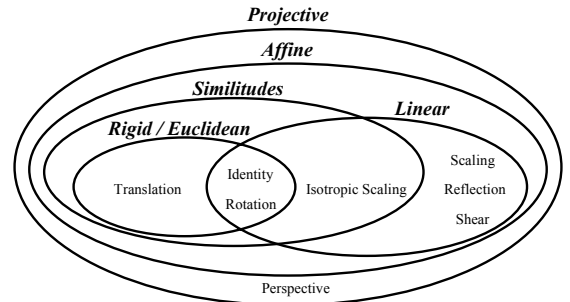 Projective
Affine
Similitudes
Linear
Rigid / Euclidean
Translation
Identity
Rotation
Isotropic Scaling
Scaling
Reflection
Shear
Perspective